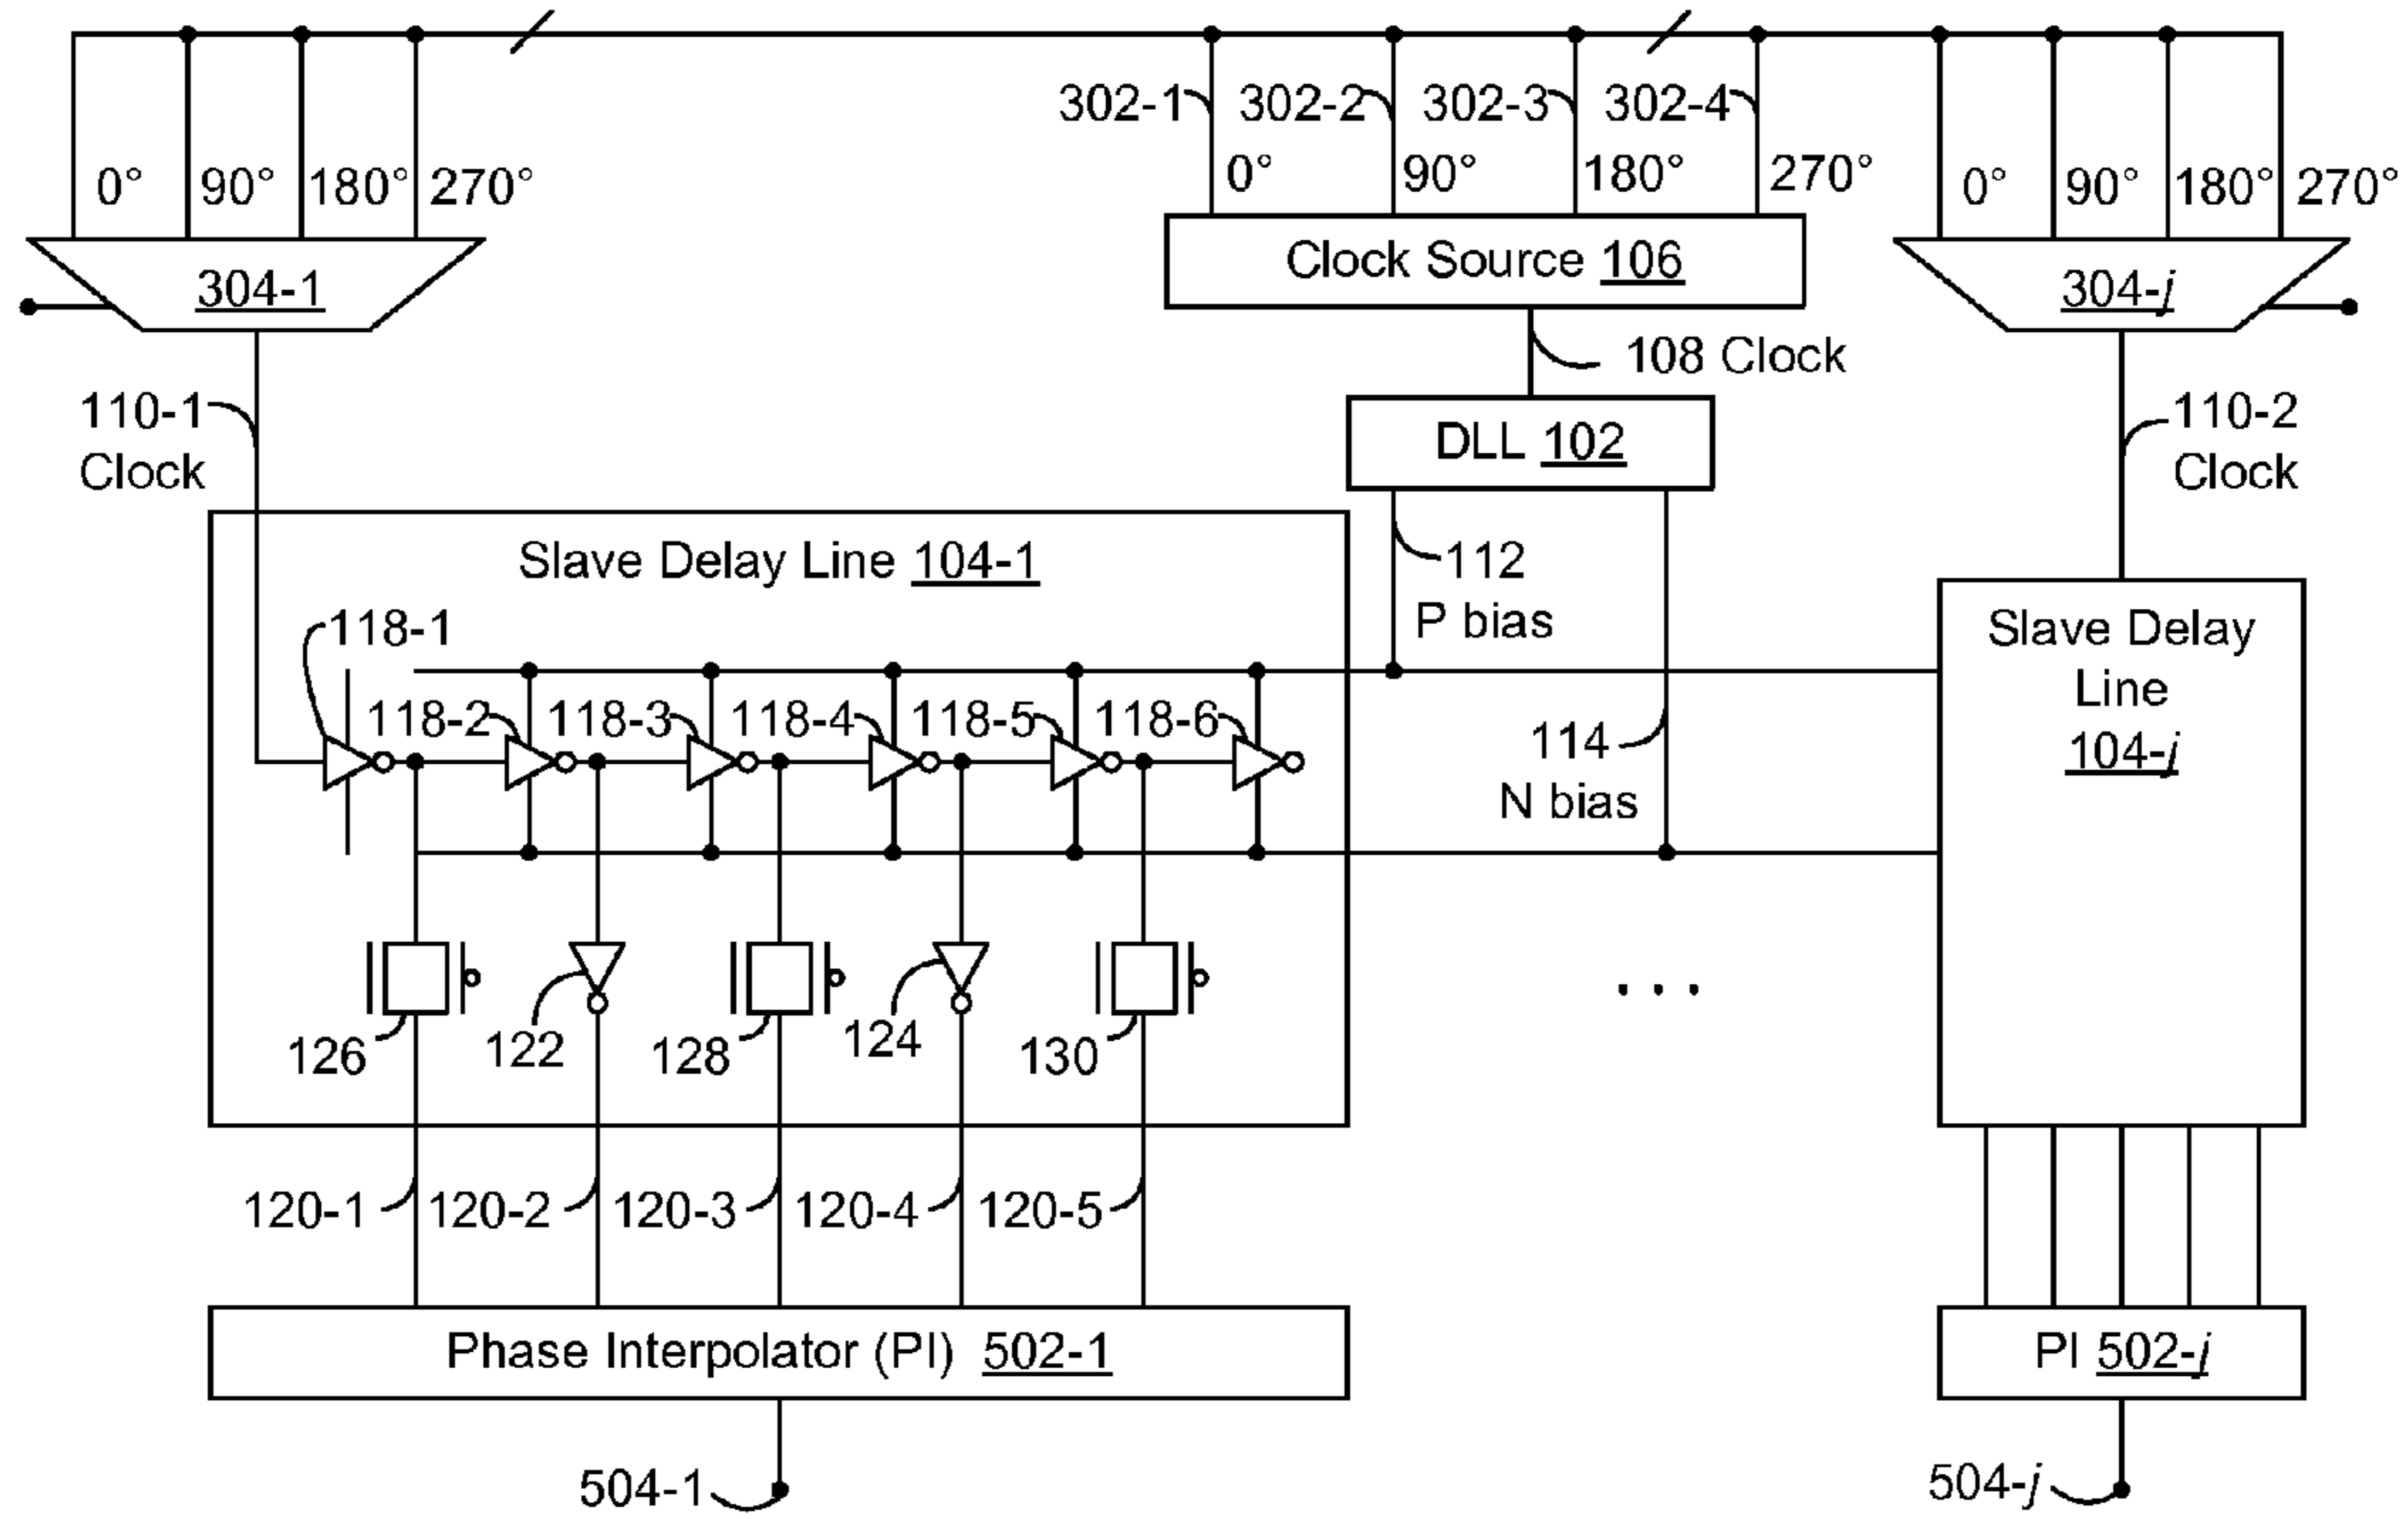 302-1 302-2 302-3 302-4
0° 90° 180° 270°
0° 90° 180° 270°
0° 90° 180° 270°
304-1
Clock Source 106
304-j
108 Clock
110-1
Clock
DLL 102
110-2
Clock
Slave Delay Line 104-1
112
P bias
118-1
118-2 118-3 118-4 118-5 118-6
114
N bias
Slave Delay
Line
104-j
126 122 128 124 130
. . .
120-1 120-2 120-3 120-4 120-5
Phase Interpolator (PI) 502-1
PI 502-j
504-1
504-j